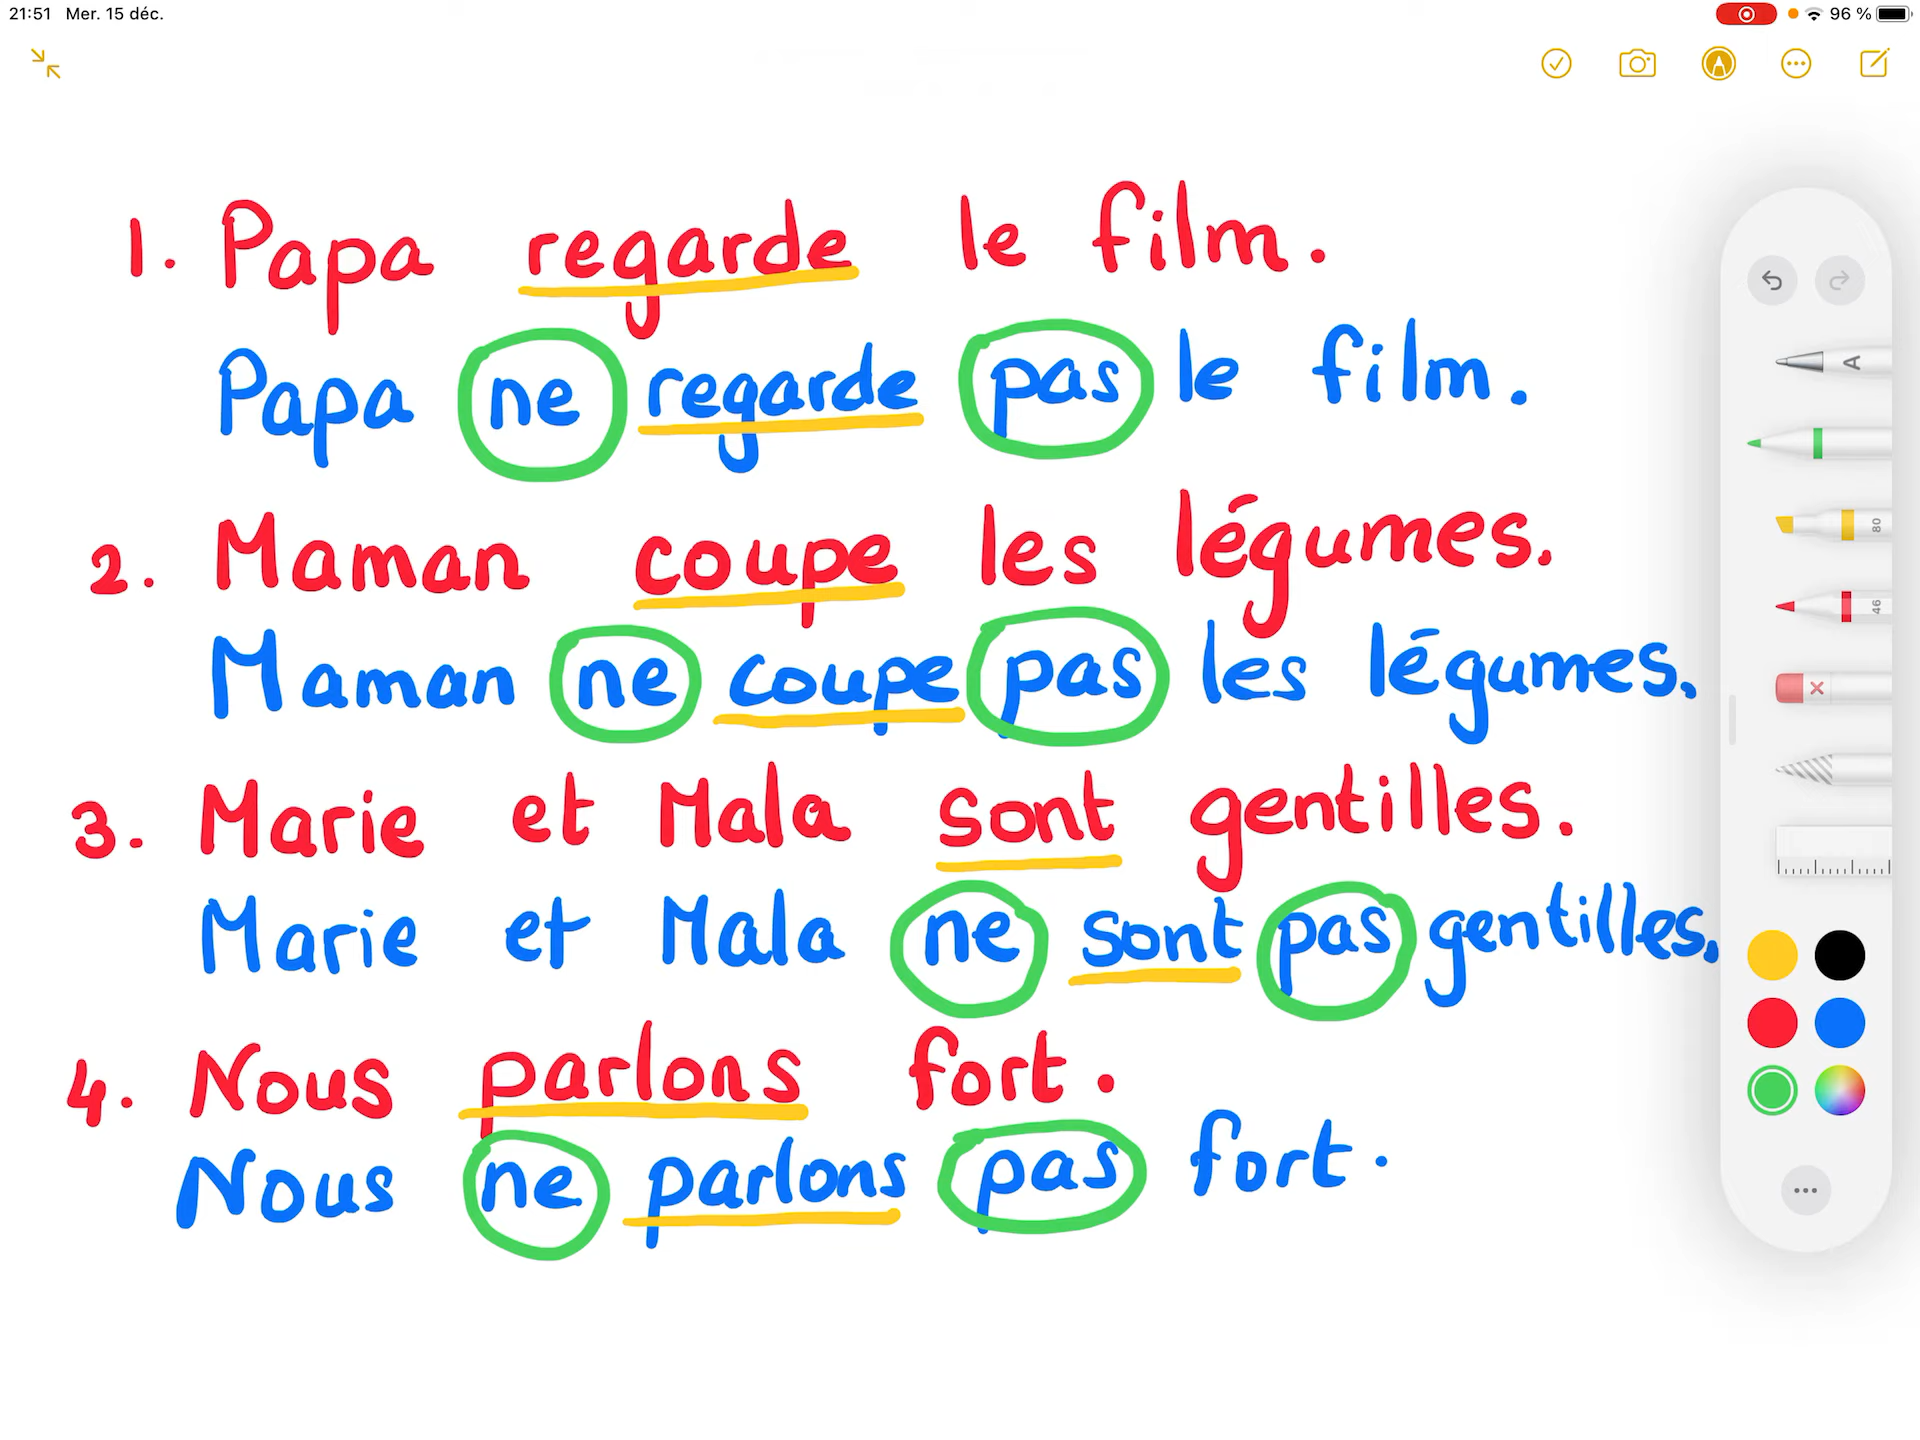 21:51 Mer. 15 déc. 96 %
1. Papa regarde le film.
Papa ne regarde pas le film.
2. Maman coupe les légumes.
Maman ne coupe pas les légumes.
3. Marie et Mala sont gentilles.
Marie et Mala ne sont pas gentilles.
4. Nous parlons fort.
Nous ne parlons pas fort.
A
80
46